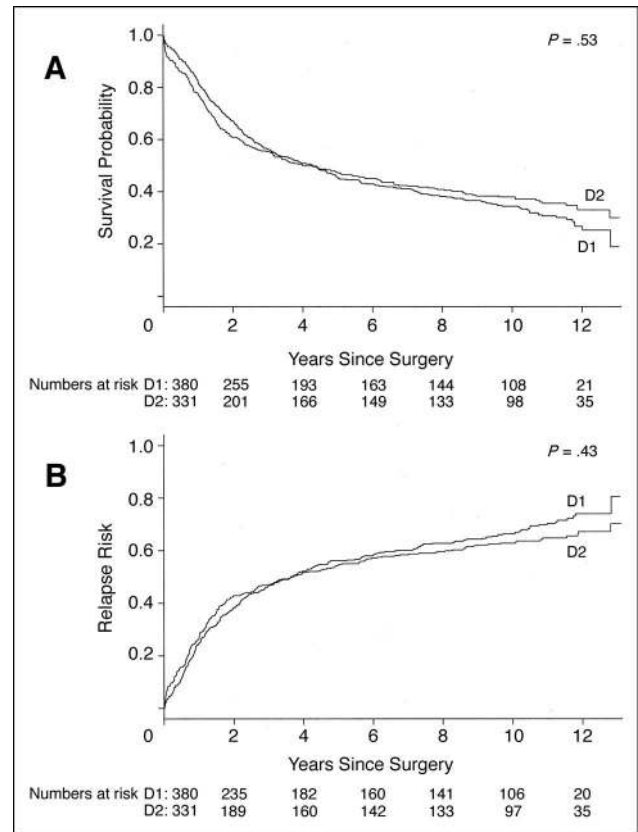 A
P = .53
1.0
0.8
0.6
0.4
0.2
Survival Probability
D2
D1
0 2 4 6 8 10 12
Years Since Surgery
Numbers at risk D1: 380 255 193 163 144 108 21
D2: 331 201 166 149 133 98 35
B
P = .43
1.0
0.8
0.6
0.4
0.2
Relapse Risk
D1
D2
0 2 4 6 8 10 12
Years Since Surgery
Numbers at risk D1: 380 235 182 160 141 106 20
D2: 331 189 160 142 133 97 35